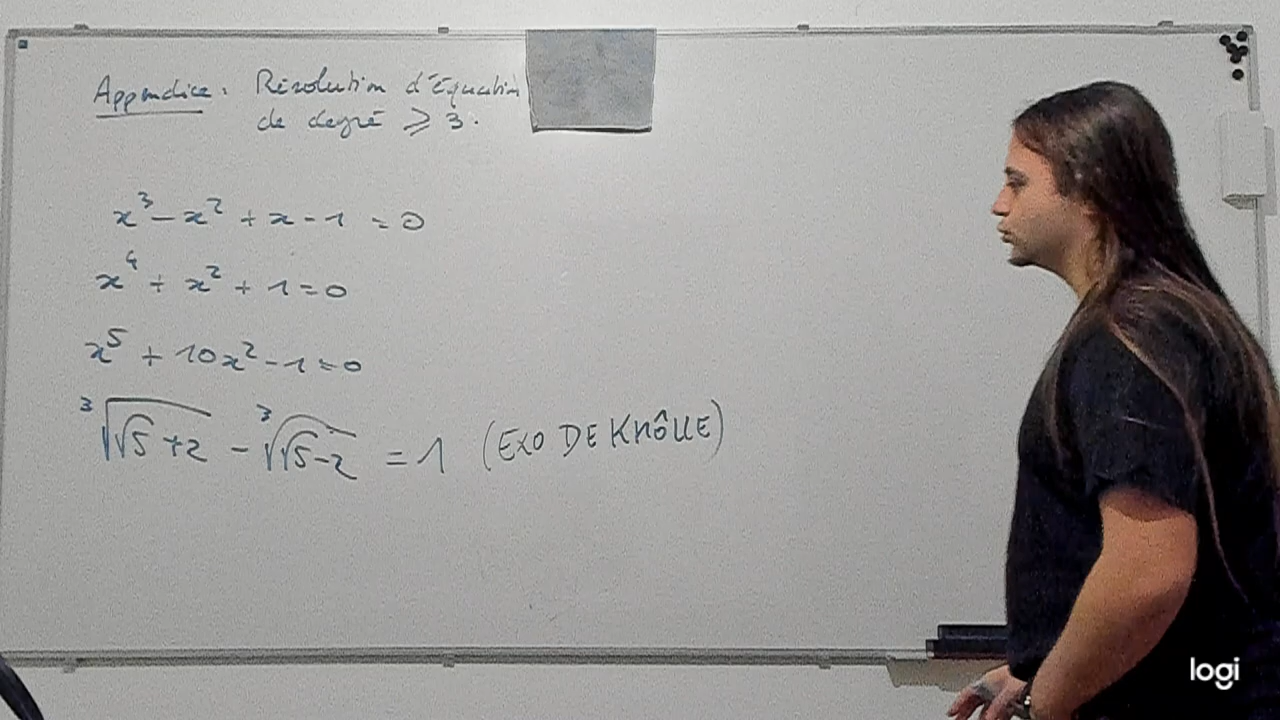 Appendice : Résolution d'Équation
de degré ⩾ 3.
x³ - x² + x - 1 = 0
x⁴ + x² + 1 = 0
x⁵ + 10x² - 1 = 0
∛(√5 + 2) - ∛(√5 - 2) = 1 (EXO DE KHÔLLE)
logi